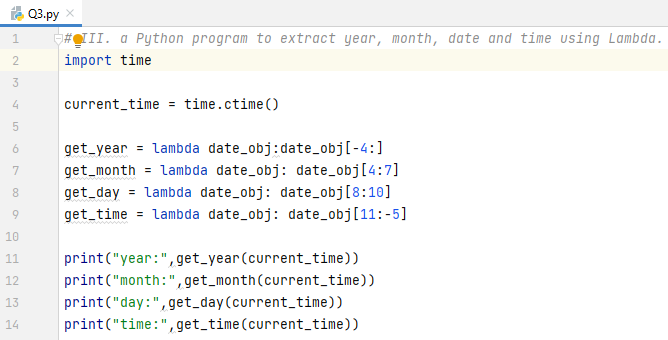 Q3.py
1 # III. a Python program to extract year, month, date and time using Lambda.
2 import time
3
4 current_time = time.ctime()
5
6 get_year = lambda date_obj:date_obj[-4:]
7 get_month = lambda date_obj: date_obj[4:7]
8 get_day = lambda date_obj: date_obj[8:10]
9 get_time = lambda date_obj: date_obj[11:-5]
10
11 print("year:",get_year(current_time))
12 print("month:",get_month(current_time))
13 print("day:",get_day(current_time))
14 print("time:",get_time(current_time))